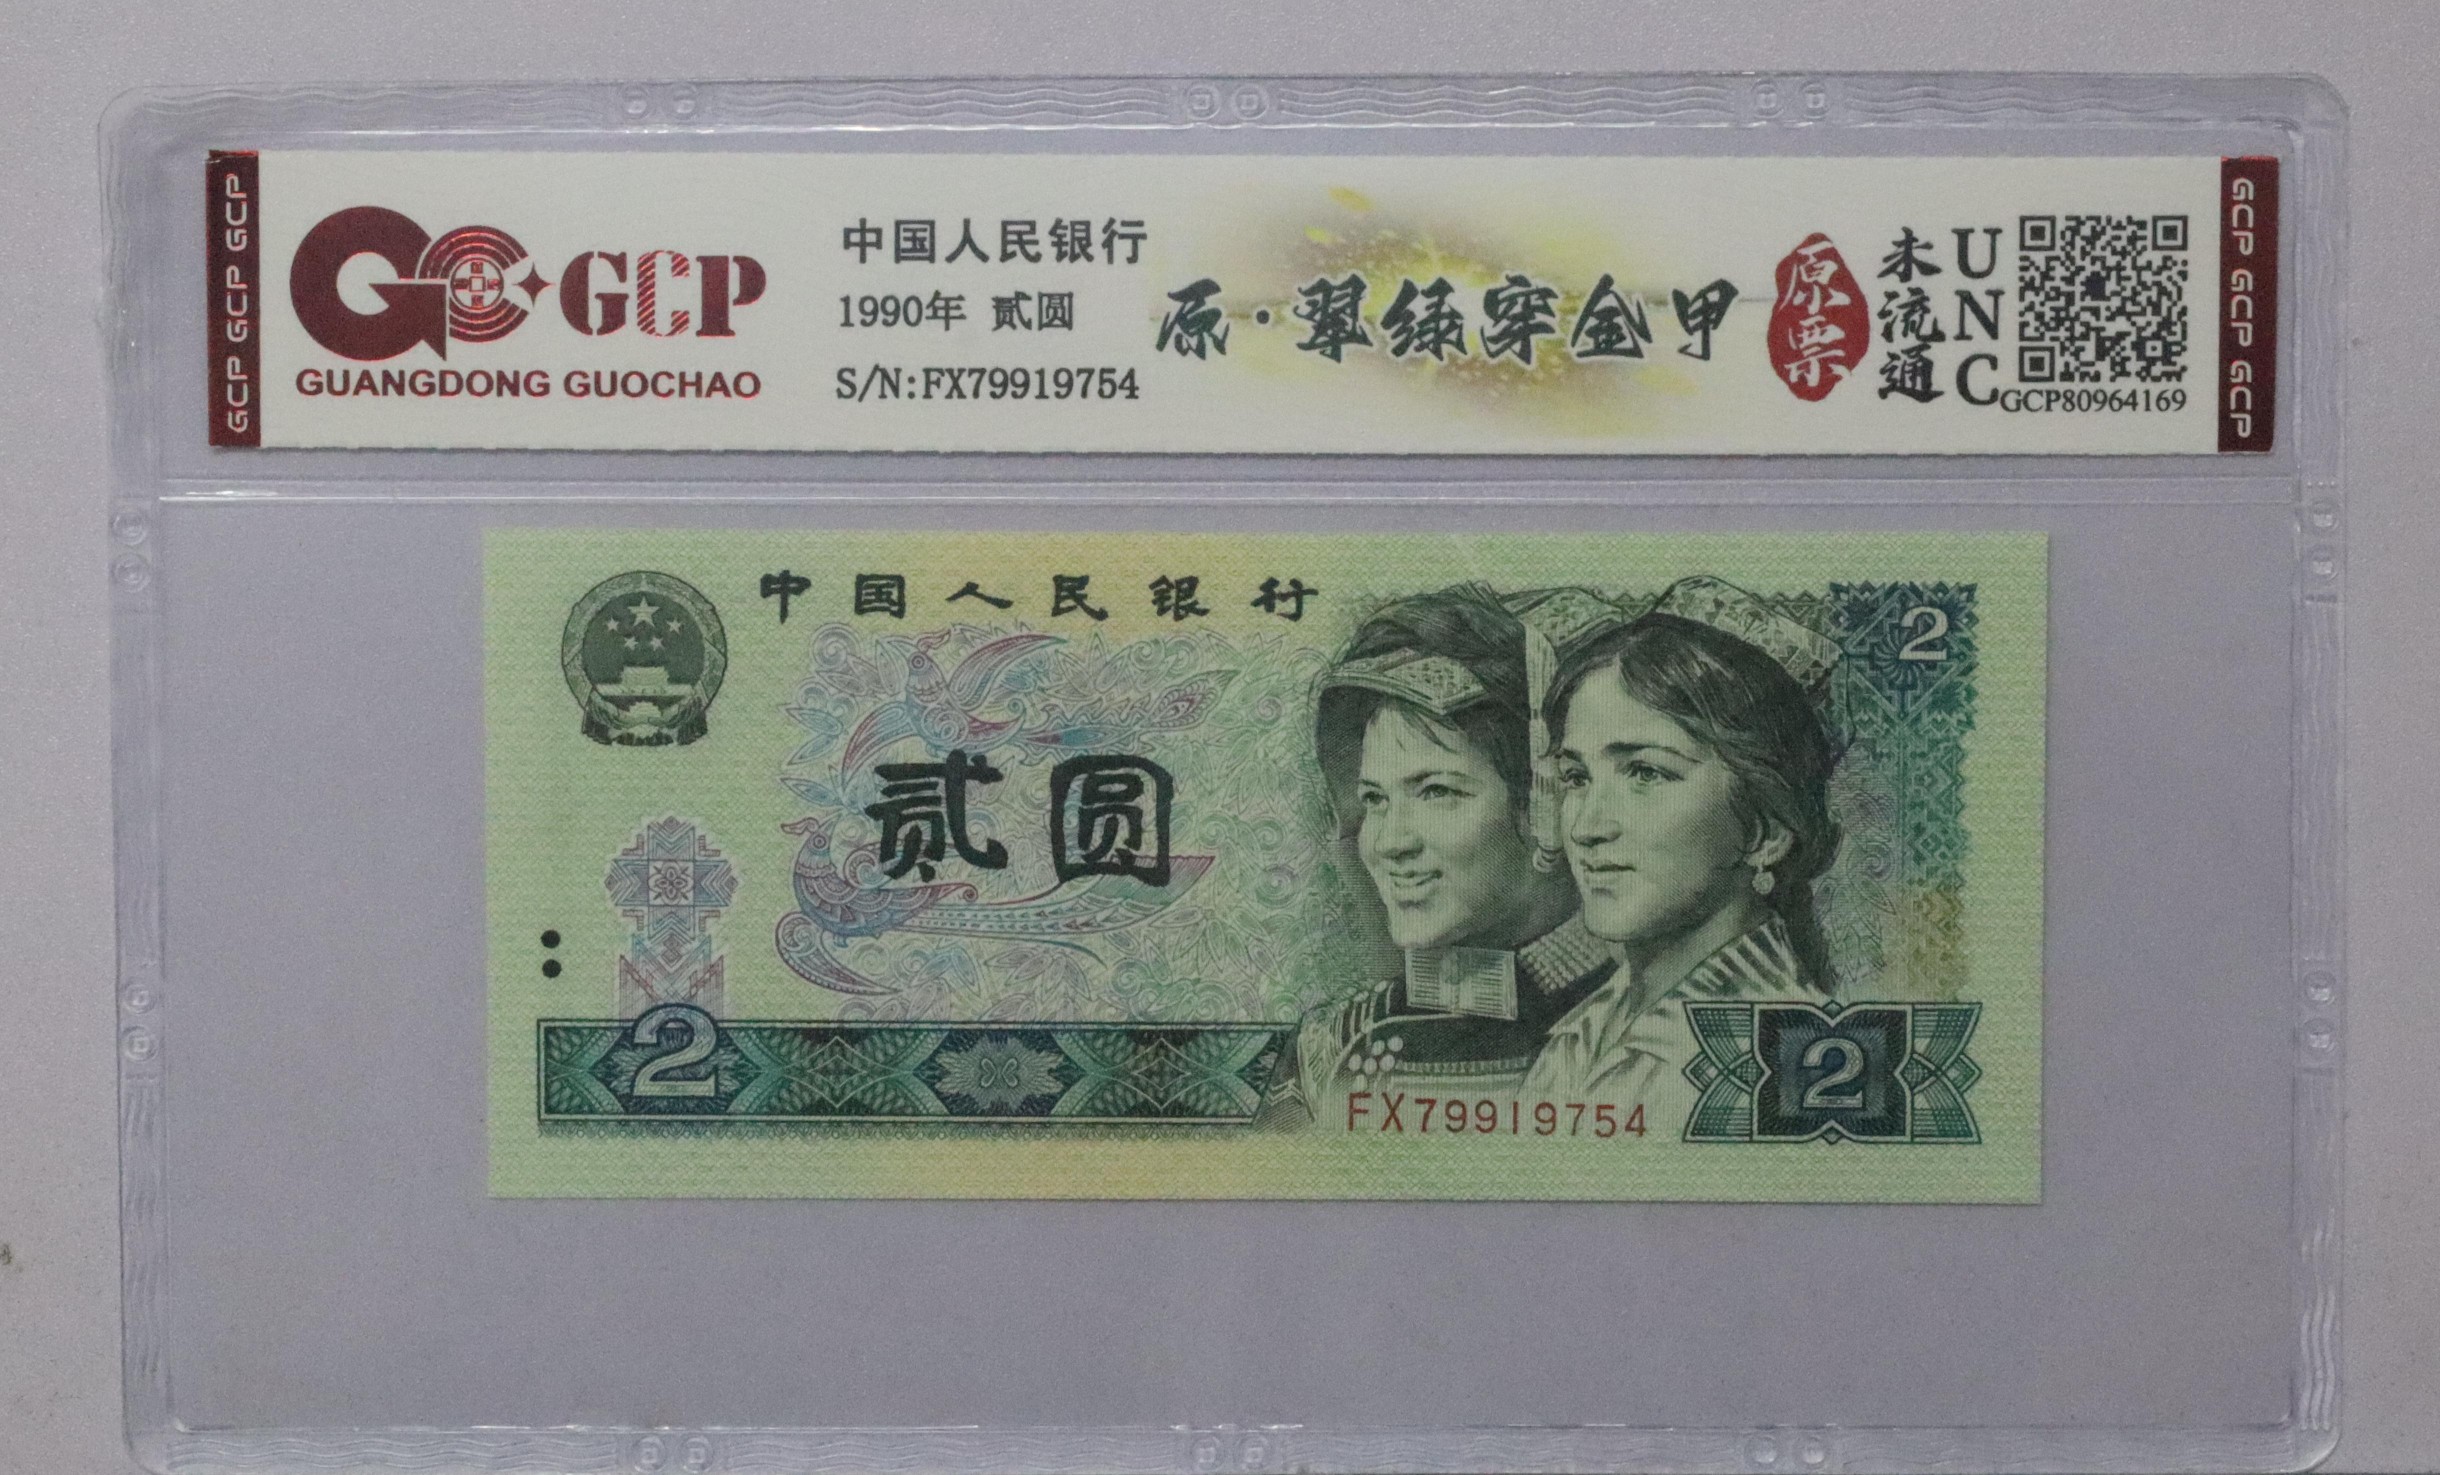 GCP GCP GCP
GCP
GUANGDONG GUOCHAO
中国人民银行
1990年 贰圆
S/N:FX79919754
原·翠绿穿金甲
原票
未流通
UNC
GCP80964169
GCP GCP GCP
中国人民银行
2
贰圆
2
FX79919754
2